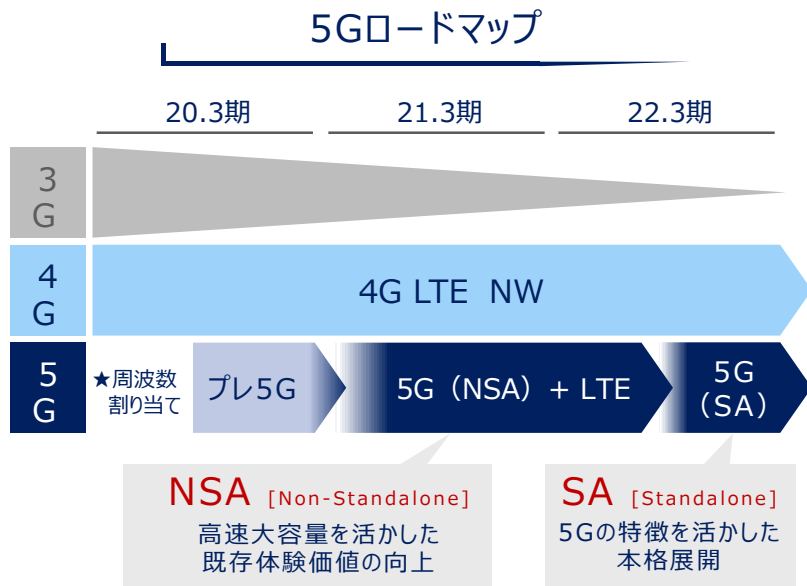 5Gロードマップ
20.3期
21.3期
22.3期
3
G
4
G
4G LTE NW
5
G
★周波数
割り当て
プレ5G
5G（NSA）+ LTE
5G
（SA）
NSA [Non-Standalone]
高速大容量を活かした
既存体験価値の向上
SA [Standalone]
5Gの特徴を活かした
本格展開